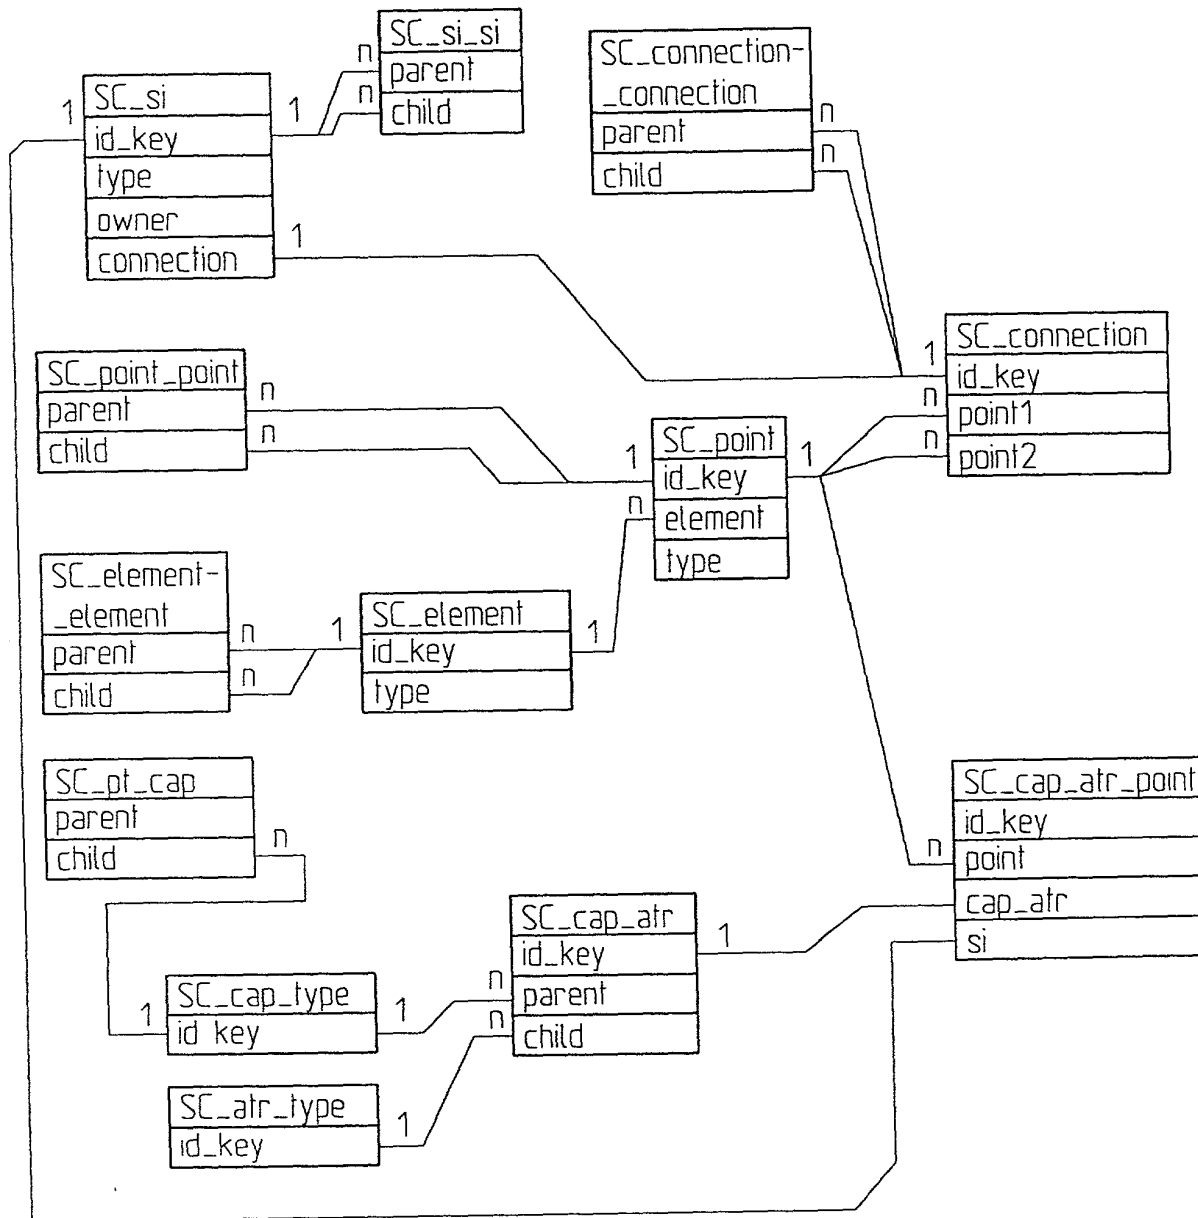 SC_si_si
n
parent
n
child
SC_connection-
_connection
parent
n
child
n
1
SC_si
1
id_key
type
owner
1
connection
SC_connection
1
id_key
n
point1
n
point2
SC_point_point
n
parent
n
child
SC_point
1
1
id_key
n
element
type
SC_element-
_element
n
parent
n
child
SC_element
1
1
id_key
type
SC_pt_cap
parent
n
child
SC_cap_atr_point
id_key
n
point
cap_atr
si
SC_cap_atr
1
id_key
n
parent
n
child
SC_cap_type
1
1
id key
SC_atr_type
1
id_key